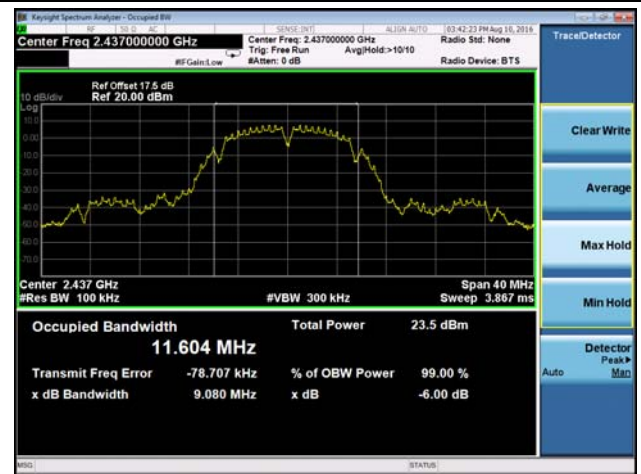 Keysight Spectrum Analyzer - Occupied BW
RF 50 Ω AC SENSE:INT ALIGN AUTO 03:42:23 PM Aug 10, 2016
Center Freq 2.437000000 GHz
Center Freq: 2.437000000 GHz
Radio Std: None
Trig: Free Run Avg|Hold:>10/10
#IFGain:Low #Atten: 0 dB Radio Device: BTS
Trace/Detector
Ref Offset 17.5 dB
10 dB/div Ref 20.00 dBm
Log
10.0
0.00
Clear Write
Average
Max Hold
Min Hold
Center 2.437 GHz Span 40 MHz
#Res BW 100 kHz #VBW 300 kHz Sweep 3.867 ms
Occupied Bandwidth Total Power 23.5 dBm
11.604 MHz
Transmit Freq Error -78.707 kHz % of OBW Power 99.00 %
x dB Bandwidth 9.080 MHz x dB -6.00 dB
Detector
Peak▶
Auto Man
MSG STATUS